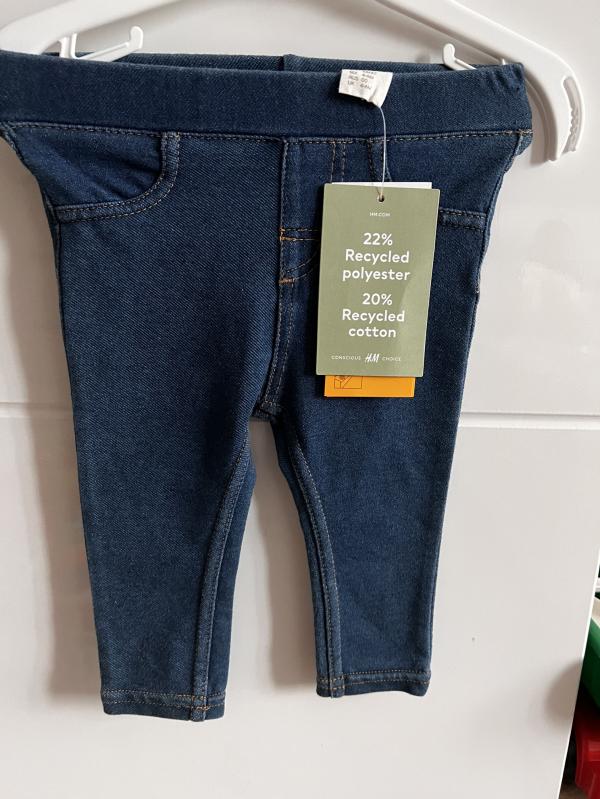 HM.COM
22%
Recycled
polyester
20%
Recycled
cotton
CONSCIOUS H&M CHOICE